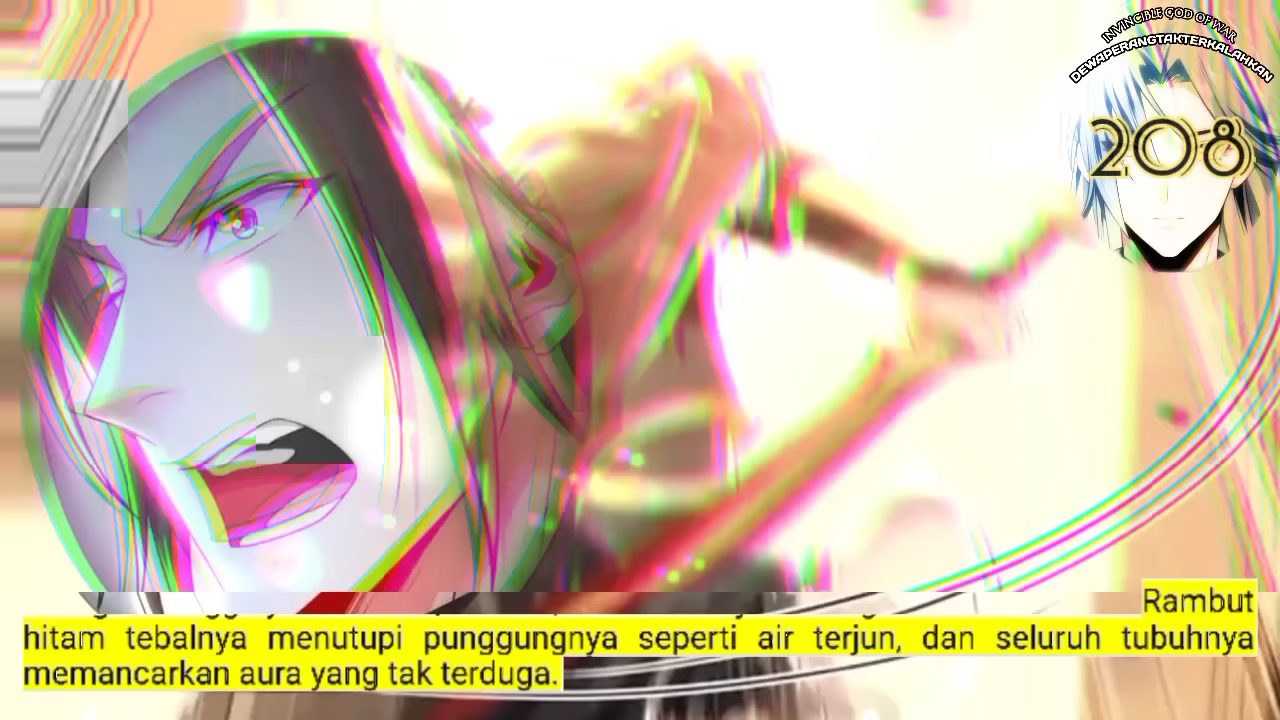 INVINCIBLE GOD OF WAR
DEWAPERANGTAKTERKALAHKAN
208
Rambut
hitam tebalnya menutupi punggungnya seperti air terjun, dan seluruh tubuhnya
memancarkan aura yang tak terduga.